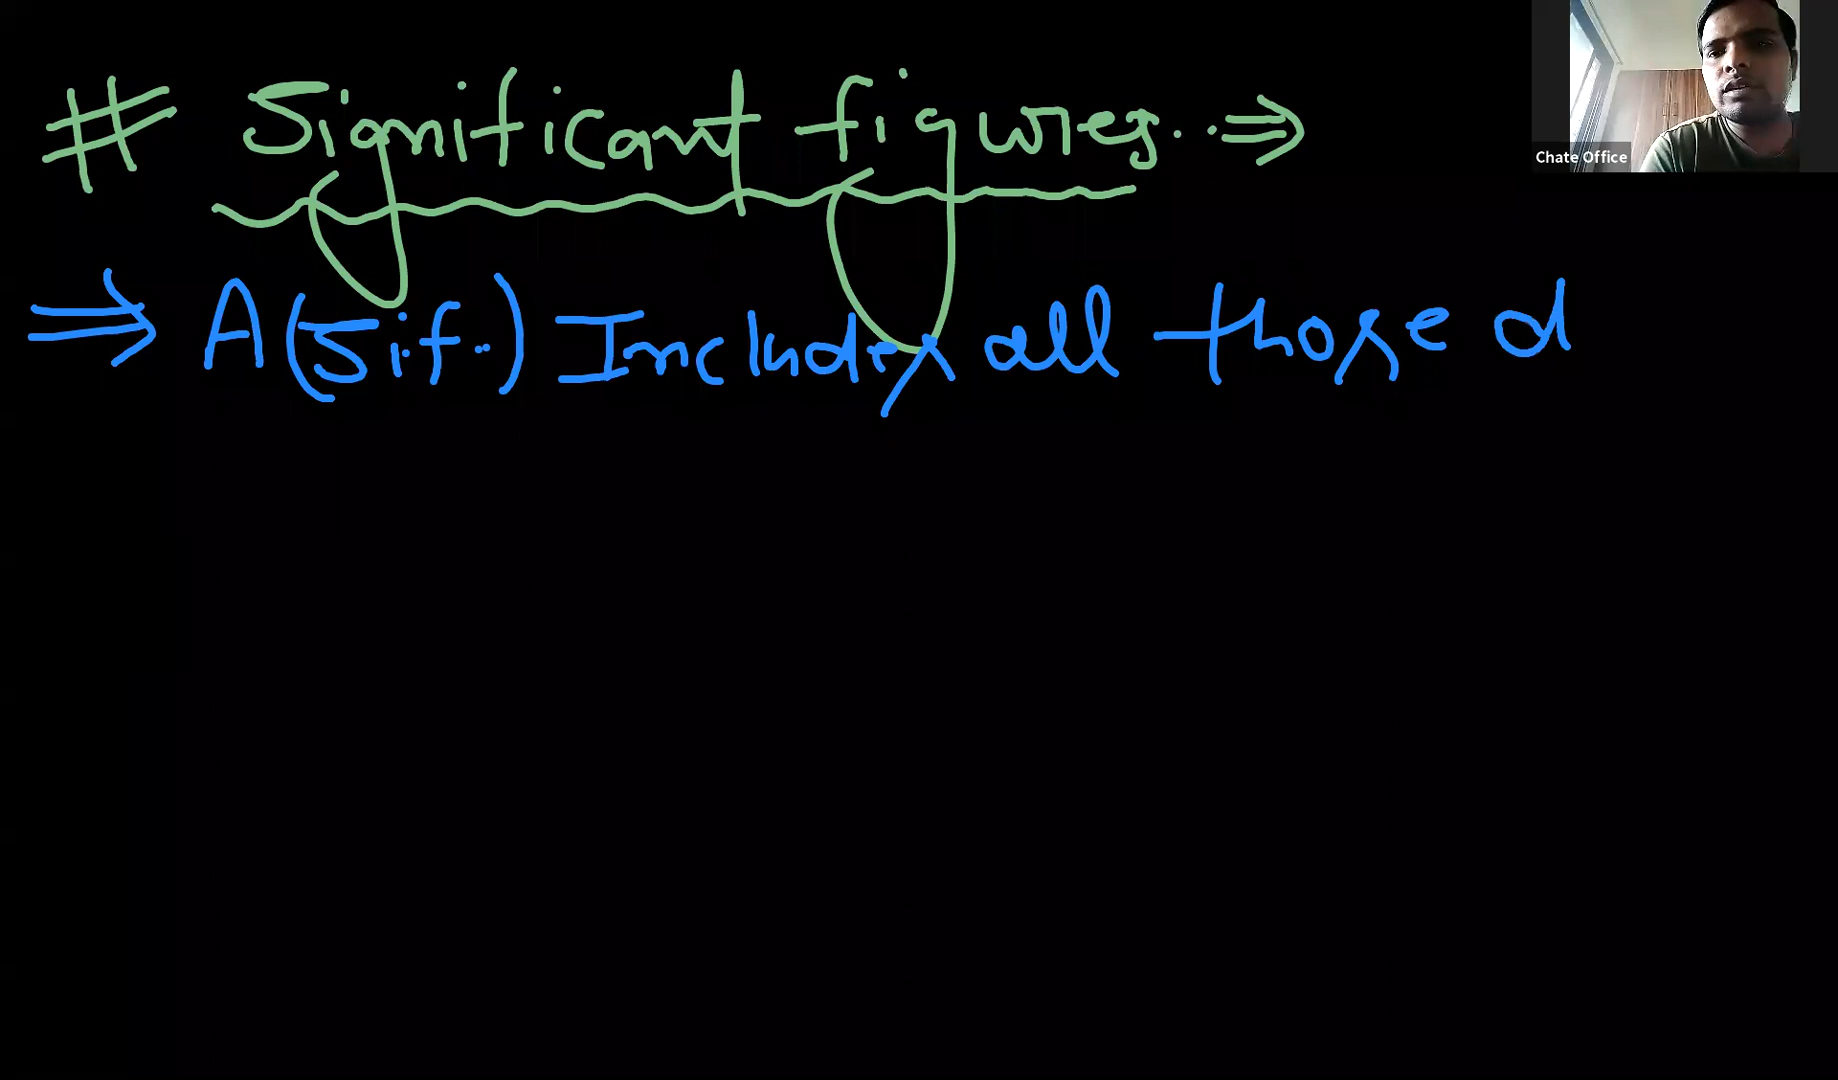 # Significant figures. .⇒
Chate Office
⇒ A (S.f.) Includes all those d